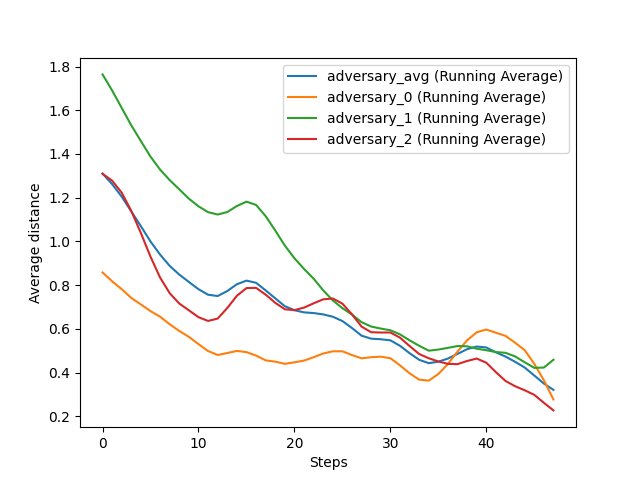 adversary_avg (Running Average)
adversary_0 (Running Average)
adversary_1 (Running Average)
adversary_2 (Running Average)
1.8
1.6
1.4
1.2
1.0
0.8
0.6
0.4
0.2
Average distance
0 10 20 30 40
Steps